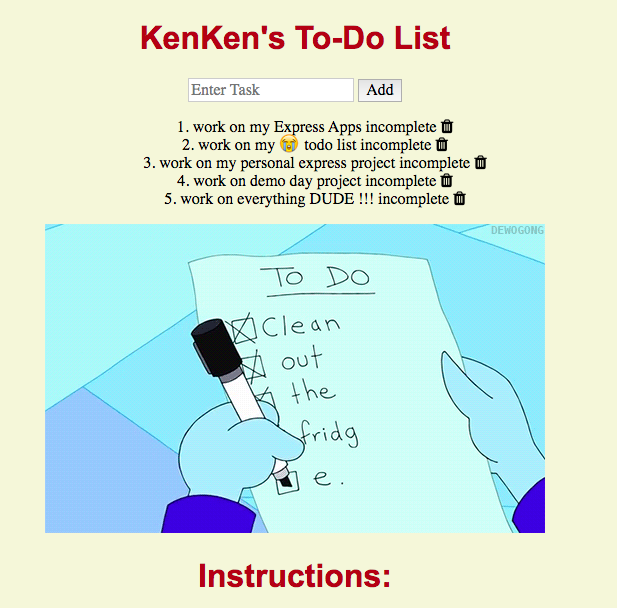 KenKen's To-Do List
Enter Task Add
1. work on my Express Apps incomplete
2. work on my 😭 todo list incomplete
3. work on my personal express project incomplete
4. work on demo day project incomplete
5. work on everything DUDE !!! incomplete
DEWOGONG
TO DO
Clean
out
the
fridg
e.
Instructions: